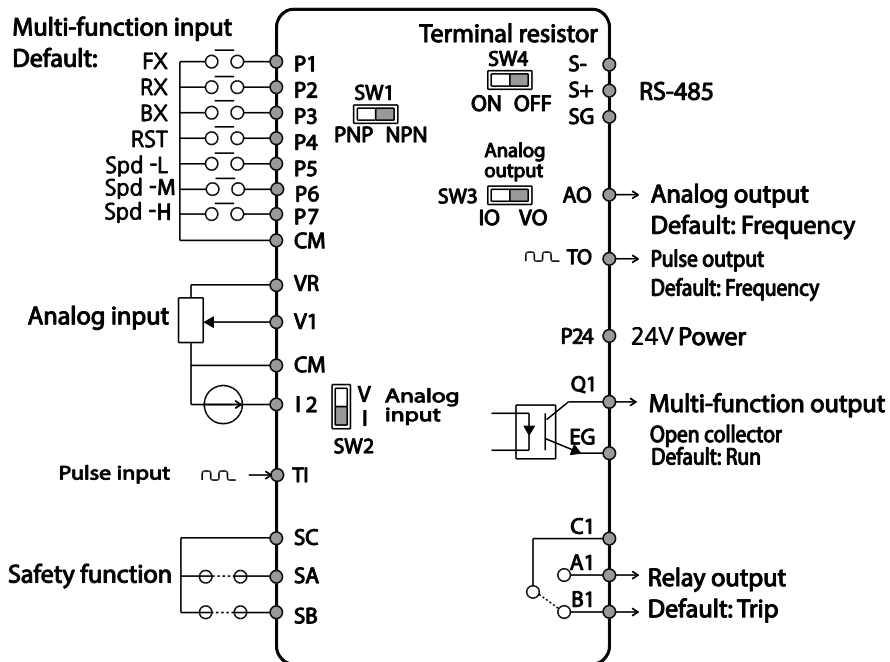 Multi-function input
Default:
FX
RX
BX
RST
Spd -L
Spd -M
Spd -H
P1
P2
P3
P4
P5
P6
P7
CM
SW1
PNP NPN
Analog input
VR
V1
CM
I 2
V
I
SW2
Analog
input
Pulse input
TI
Safety function
SC
SA
SB
Terminal resistor
SW4
ON OFF
S-
S+
SG
RS-485
Analog
output
SW3
IO VO
AO
Analog output
Default: Frequency
TO
Pulse output
Default: Frequency
P24
24V Power
Q1
EG
Multi-function output
Open collector
Default: Run
C1
A1
B1
Relay output
Default: Trip